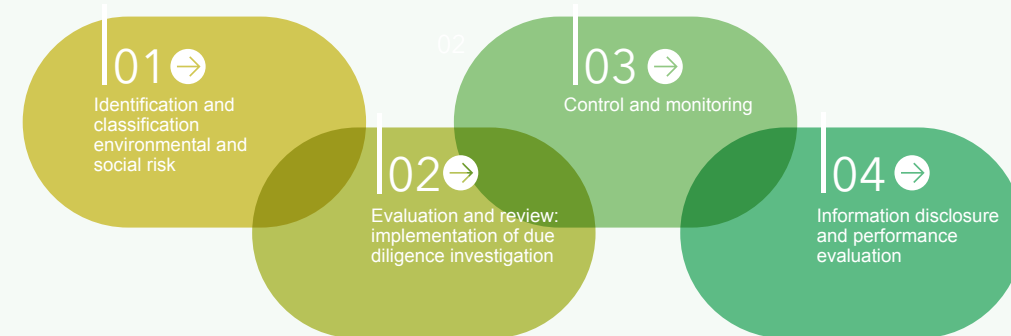 01
Identification and
classification
environmental and
social risk
02
02
Evaluation and review:
implementation of due
diligence investigation
03
Control and monitoring
04
Information disclosure
and performance
evaluation